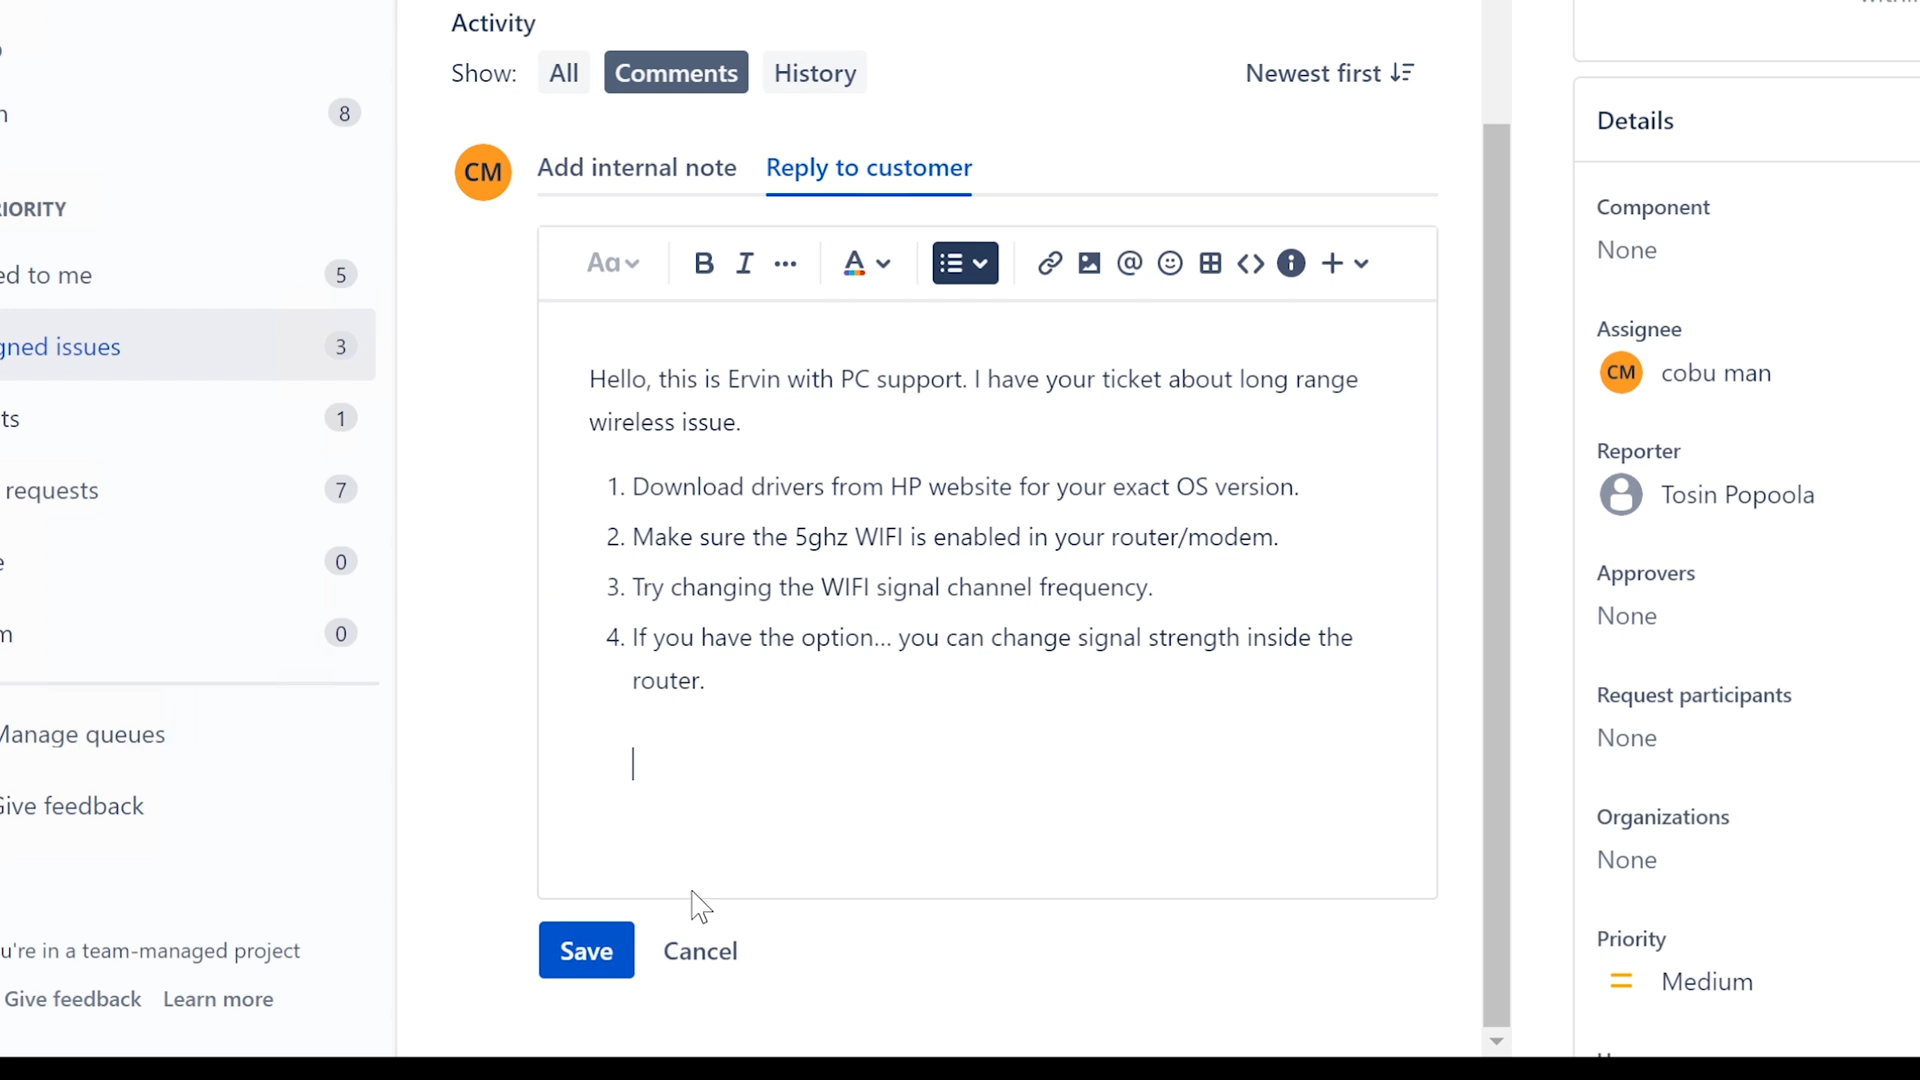 Activity
Show: All Comments History Newest first
8
CM Add internal note Reply to customer
Details
Component
None
IORITY
Aa B I ... A @ <> i +
ed to me 5
gned issues 3
Assignee
CM cobu man
Hello, this is Ervin with PC support. I have your ticket about long range
wireless issue.
ts 1
Reporter
Tosin Popoola
requests 7
1. Download drivers from HP website for your exact OS version.
2. Make sure the 5ghz WIFI is enabled in your router/modem.
3. Try changing the WIFI signal channel frequency.
4. If you have the option... you can change signal strength inside the
router.
e 0
m 0
Approvers
None
Request participants
None
Manage queues
Give feedback
Organizations
None
u're in a team-managed project
Give feedback Learn more
Save Cancel
Priority
Medium